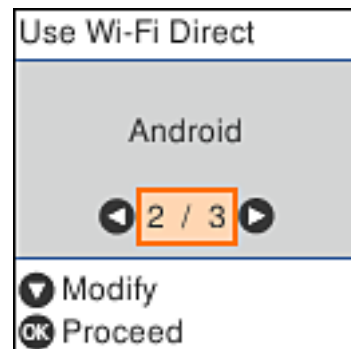 Use Wi-Fi Direct
Android
2 / 3
Modify
OK Proceed